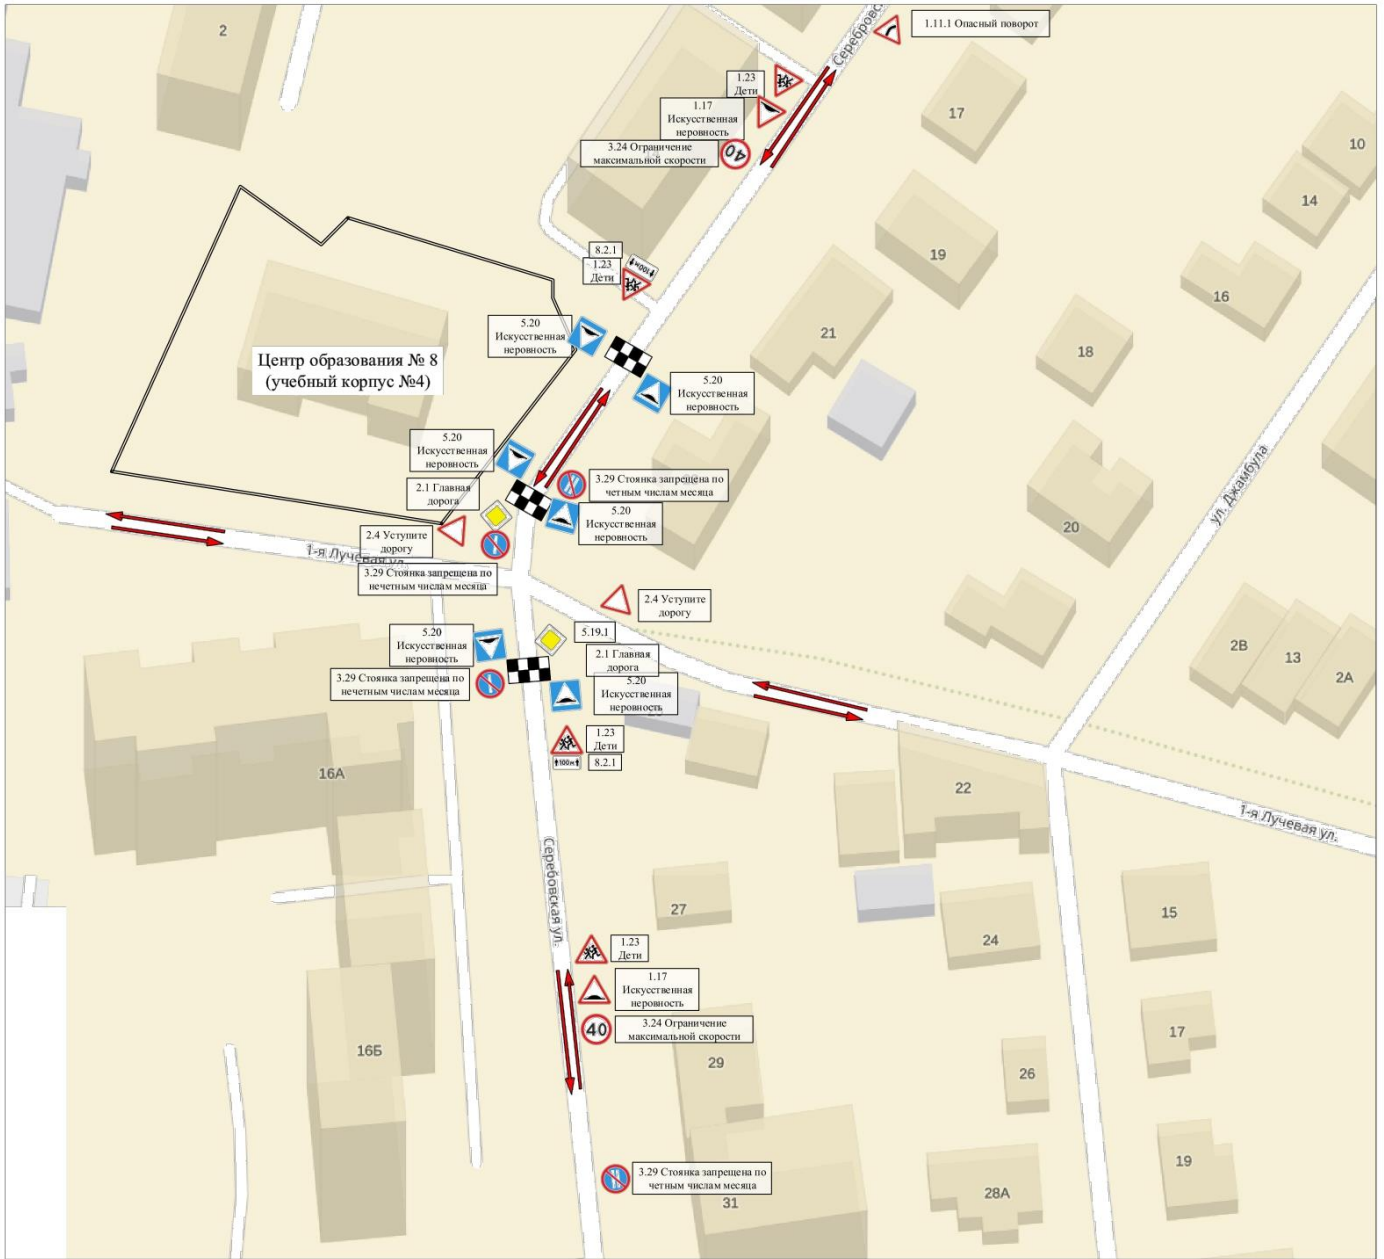 2
Серебровс
1.11.1 Опасный поворот
1.23
Дети
1.17
Искусственная
неровность
3.24 Ограничение
максимальной скорости
40
17
10
14
8.2.1
1.23
Дети
100м
19
16
5.20
Искусственная
неровность
21
18
Центр образования № 8
(учебный корпус №4)
5.20
Искусственная
неровность
5.20
Искусственная
неровность
2.1 Главная
дорога
3.29 Стоянка запрещена по
четным числам месяца
ул. Джамбула
5.20
Искусственная
неровность
20
2.4 Уступите
дорогу
1-я Лучевая ул.
3.29 Стоянка запрещена по
нечетным числам месяца
2.4 Уступите
дорогу
5.20
Искусственная
неровность
5.19.1
2.1 Главная
дорога
2В
13
2А
3.29 Стоянка запрещена по
нечетным числам месяца
5.20
Искусственная
неровность
1.23
Дети
100м
8.2.1
16А
22
1-я Лучевая ул.
Серебовская ул.
27
24
15
1.23
Дети
1.17
Искусственная
неровность
40
3.24 Ограничение
максимальной скорости
16Б
29
26
17
3.29 Стоянка запрещена по
четным числам месяца
31
28А
19